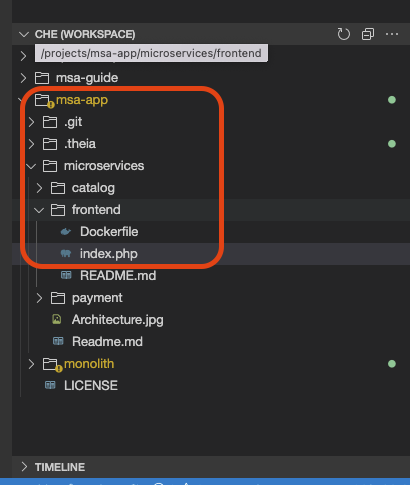 CHE (WORKSPACE)
/projects/msa-app/microservices/frontend
msa-guide
msa-app
.git
.theia
microservices
catalog
frontend
Dockerfile
index.php
README.md
payment
Architecture.jpg
Readme.md
monolith
LICENSE
TIMELINE